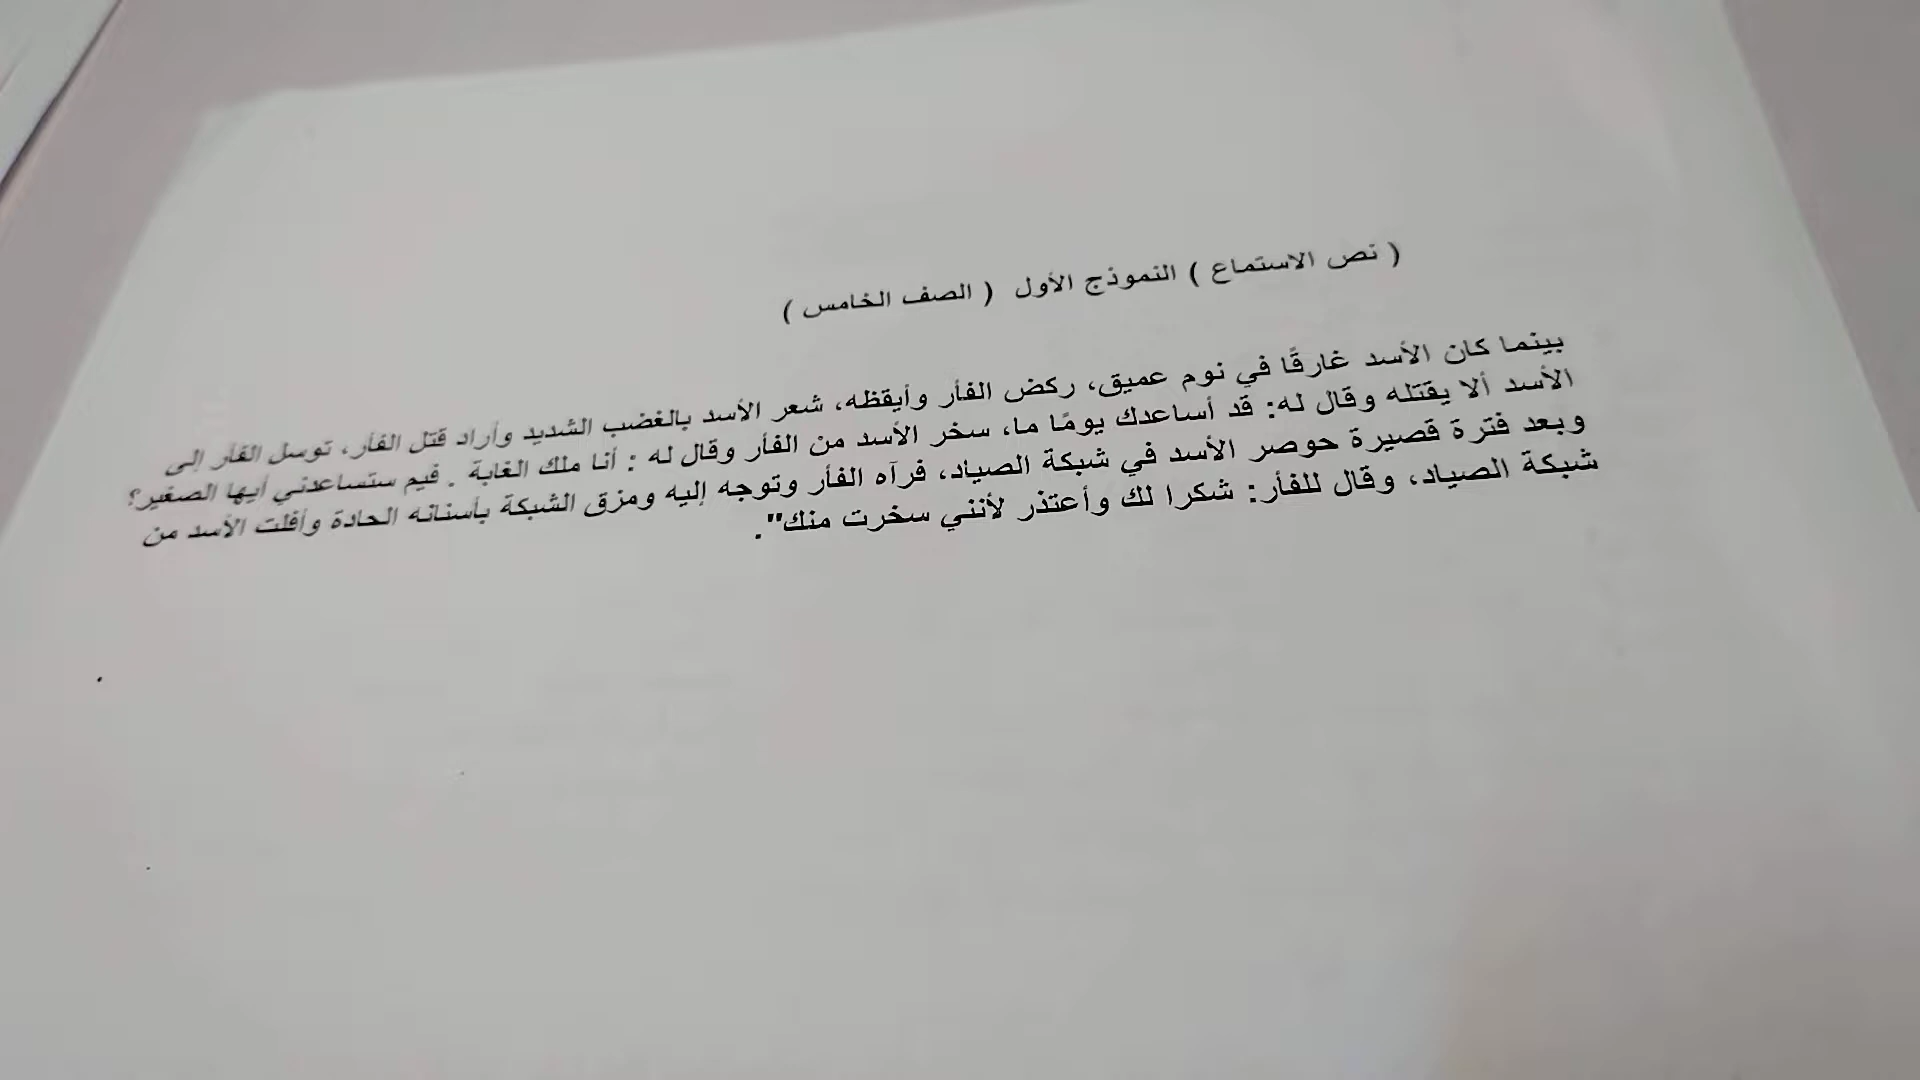 ( نص الاستماع ) النموذج الأول ( الصف الخامس )
بينما كان الأسد غارقًا في نوم عميق، ركض الفأر وأيقظه، شعر الأسد بالغضب الشديد وأراد قتل الفأر، توسل الفأر إلى
الأسد ألا يقتله وقال له: قد أساعدك يومًا ما، سخر الأسد من الفأر وقال له : أنا ملك الغابة . فيم ستساعدني أيها الصغير؟
وبعد فترة قصيرة حوصر الأسد في شبكة الصياد، فرآه الفأر وتوجه إليه ومزق الشبكة بأسنانه الحادة وأفلت الأسد من
شبكة الصياد، وقال للفأر: شكرا لك وأعتذر لأنني سخرت منك".